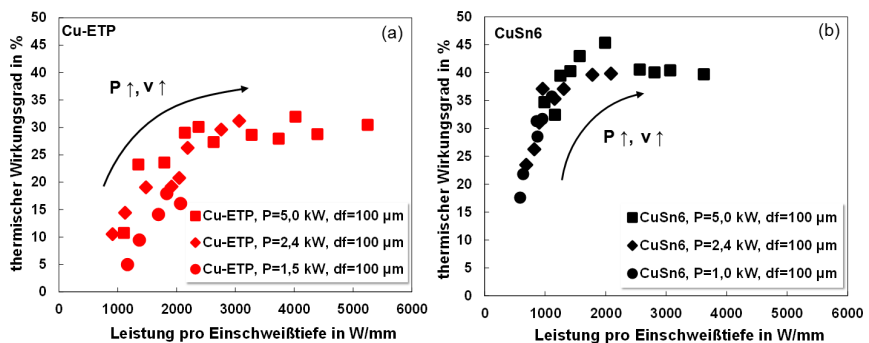 Cu-ETP
(a)
thermischer Wirkungsgrad in %
50
45
40
35
30
25
20
15
10
5
0
P ↑, v ↑
Cu-ETP, P=5,0 kW, df=100 µm
Cu-ETP, P=2,4 kW, df=100 µm
Cu-ETP, P=1,5 kW, df=100 µm
0 1000 2000 3000 4000 5000 6000
Leistung pro Einschweißtiefe in W/mm
CuSn6
(b)
thermischer Wirkungsgrad in %
50
45
40
35
30
25
20
15
10
5
0
P ↑, v ↑
CuSn6, P=5,0 kW, df=100 µm
CuSn6, P=2,4 kW, df=100 µm
CuSn6, P=1,0 kW, df=100 µm
0 1000 2000 3000 4000 5000 6000
Leistung pro Einschweißtiefe in W/mm